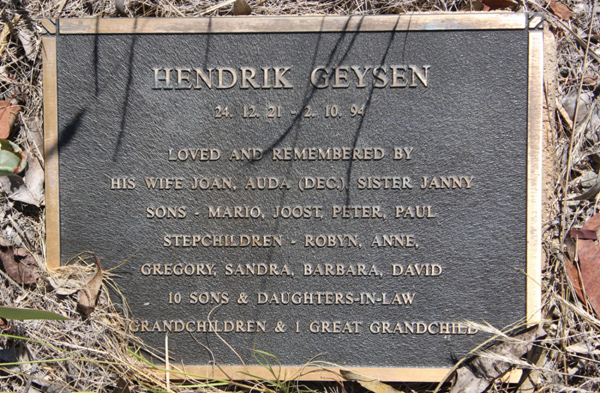 HENDRIK GEYSEN
24. 12. 21 - 2. 10. 94
LOVED AND REMEMBERED BY
HIS WIFE JOAN, AUDA (DEC.) SISTER JANNY
SONS - MARIO, JOOST, PETER, PAUL
STEPCHILDREN - ROBYN, ANNE,
GREGORY, SANDRA, BARBARA, DAVID
10 SONS & DAUGHTERS-IN-LAW
GRANDCHILDREN & 1 GREAT GRANDCHILD